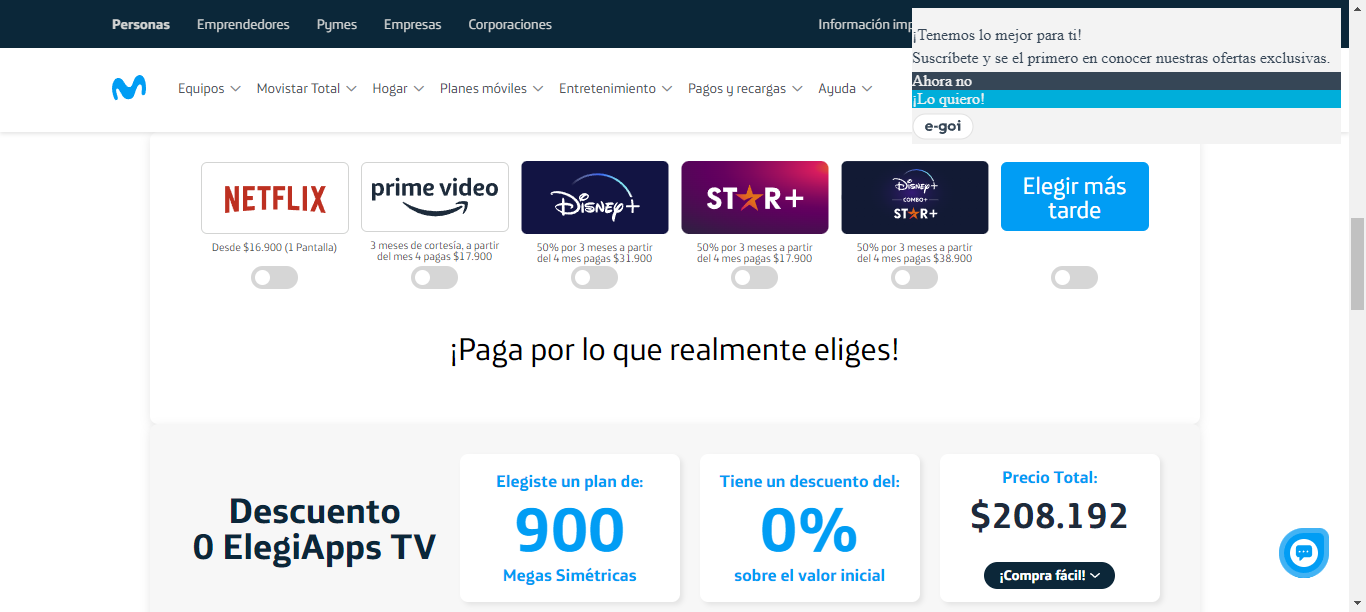 Personas Emprendedores Pymes Empresas Corporaciones Información imp
¡Tenemos lo mejor para ti!
Suscríbete y se el primero en conocer nuestras ofertas exclusivas.
Ahora no
¡Lo quiero!
e-goi
Equipos Movistar Total Hogar Planes móviles Entretenimiento Pagos y recargas Ayuda
NETFLIX
Desde $16.900 (1 Pantalla)
prime video
3 meses de cortesía, a partir
del mes 4 pagas $17.900
Disney+
50% por 3 meses a partir
del 4 mes pagas $31.900
STAR+
50% por 3 meses a partir
del 4 mes pagas $17.900
Disney+
COMBO+
STAR+
50% por 3 meses a partir
del 4 mes pagas $38.900
Elegir más
tarde
¡Paga por lo que realmente eliges!
Descuento
0 ElegiApps TV
Elegiste un plan de:
900
Megas Simétricas
Tiene un descuento del:
0%
sobre el valor inicial
Precio Total:
$208.192
¡Compra fácil!